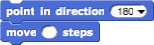 point in direction 180
move steps